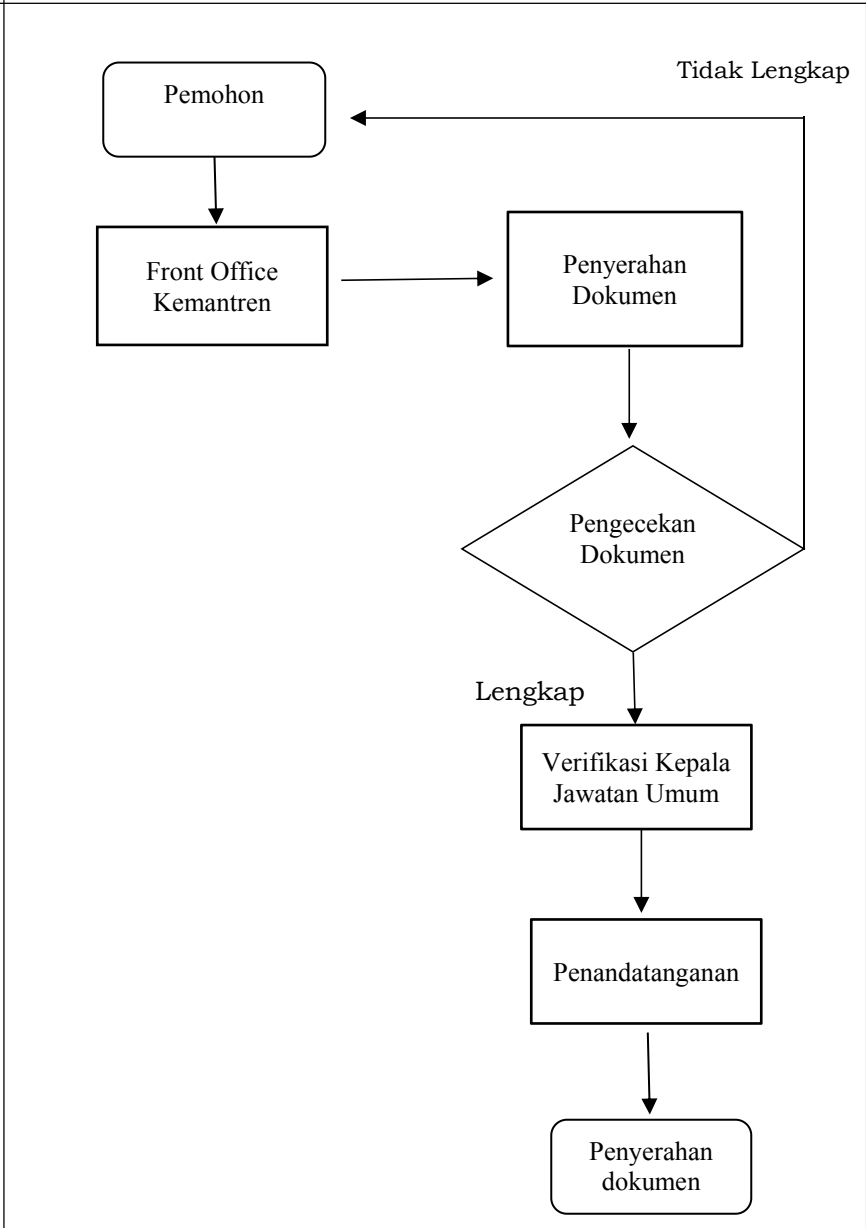 Tidak Lengkap
Pemohon
Front Office
Kemantren
Penyerahan
Dokumen
Pengecekan
Dokumen
Lengkap
Verifikasi Kepala
Jawatan Umum
Penandatanganan
Penyerahan
dokumen